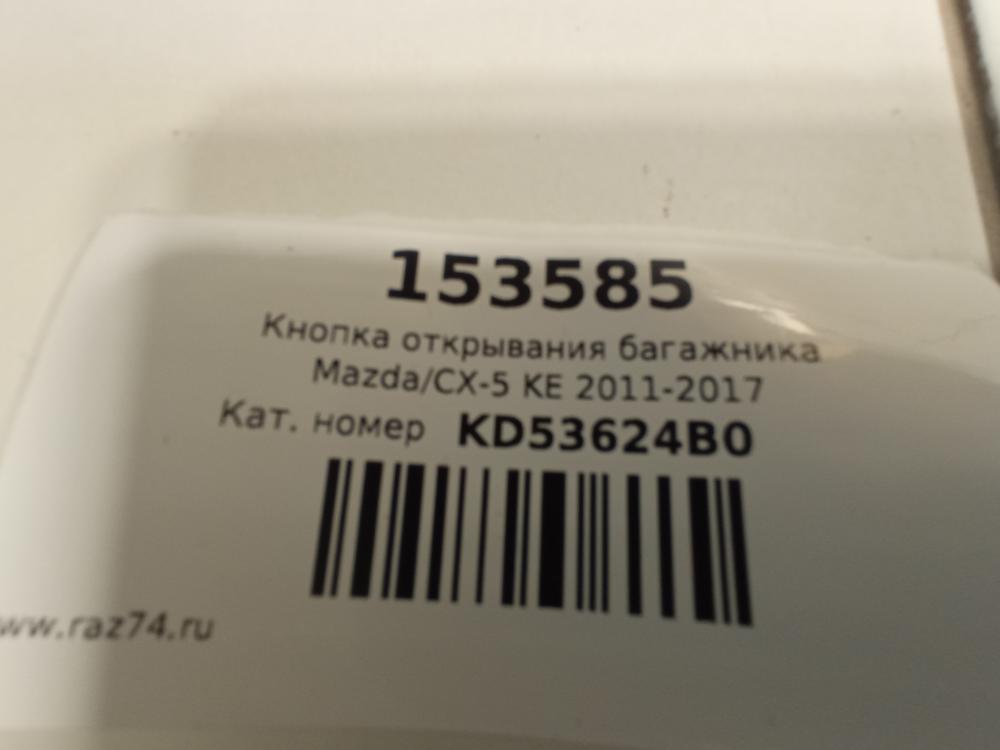 153585
Кнопка открывания багажника
Mazda/CX-5 KE 2011-2017
Кат. номер KD53624B0
www.raz74.ru